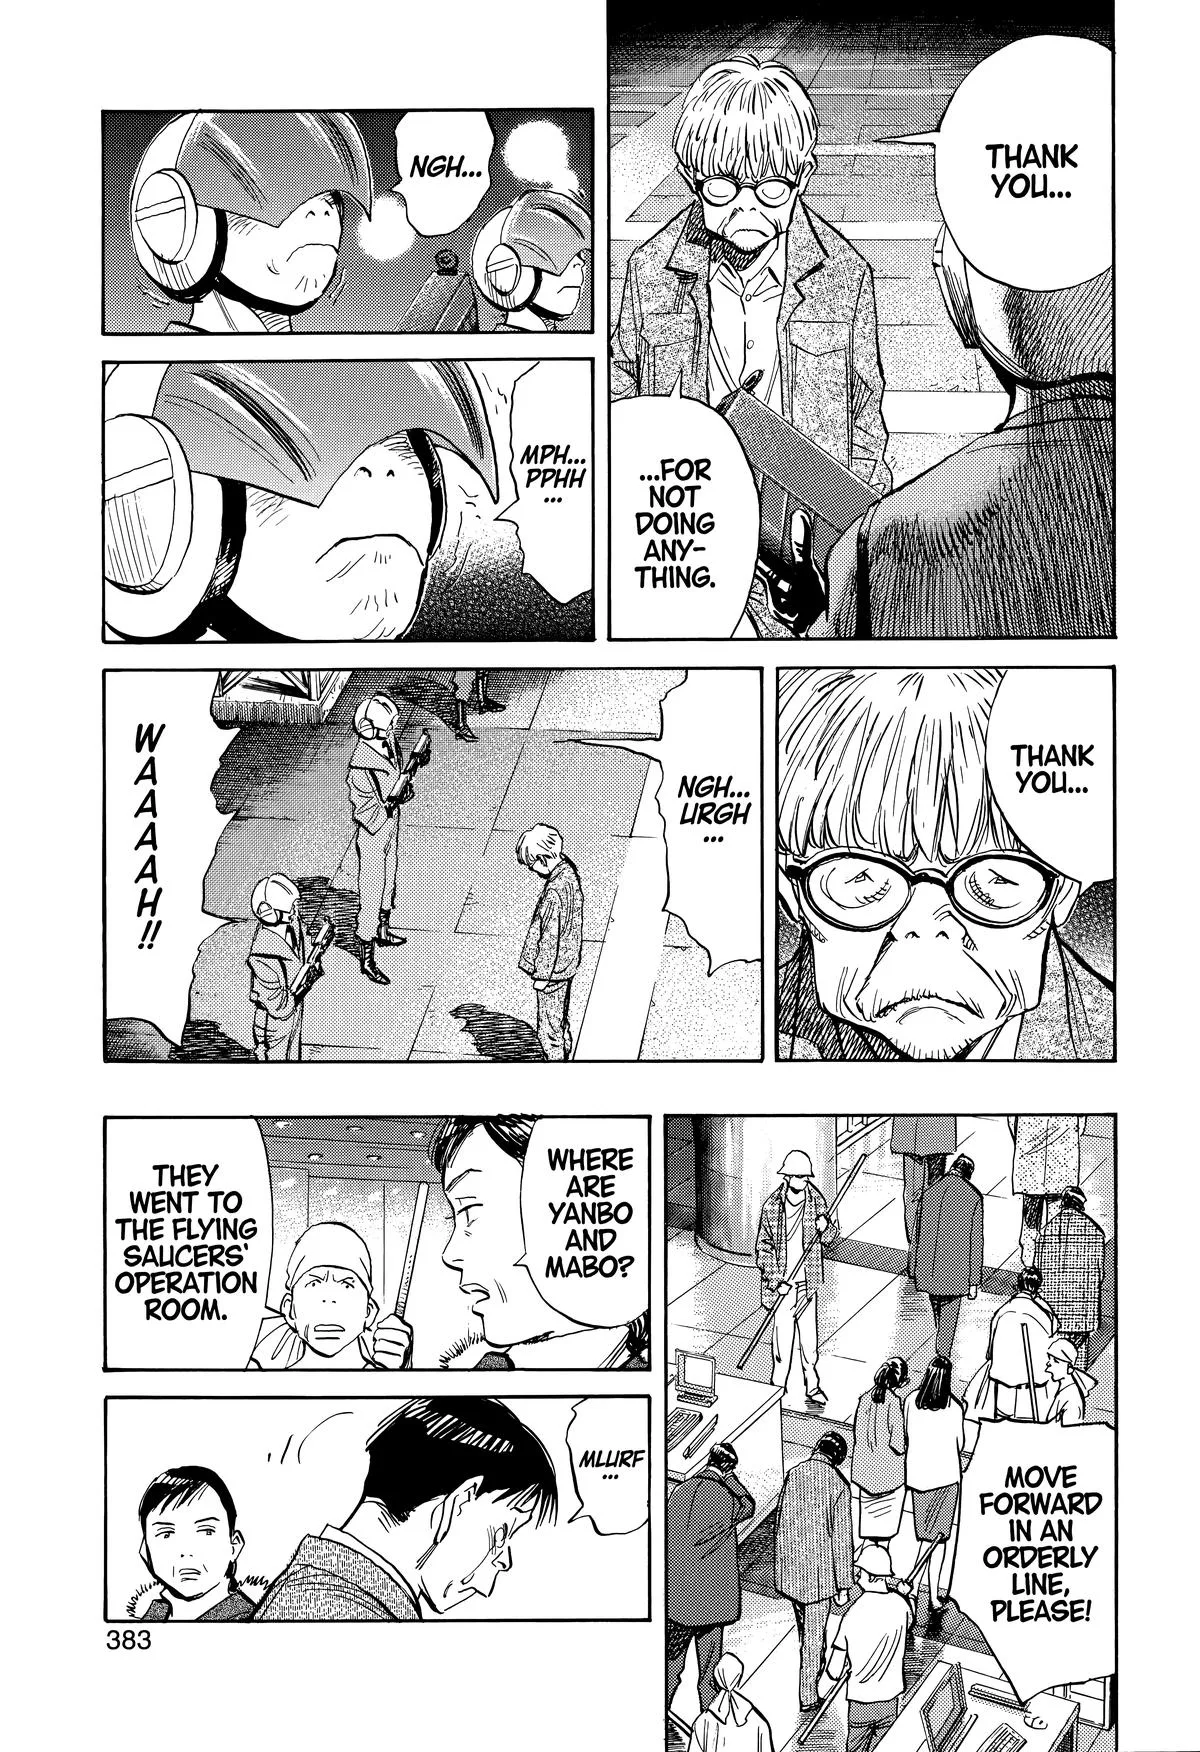 THANK
YOU...
...FOR
NOT
DOING
ANY-
THING.
NGH...
MPH...
PPHH
...
THANK
YOU...
NGH...
URGH
...
WAAAAH!!
MOVE
FORWARD
IN AN
ORDERLY
LINE,
PLEASE!
WHERE
ARE
YANBO
AND
MABO?
THEY
WENT TO
THE FLYING
SAUCERS'
OPERATION
ROOM.
MLURF
...
383